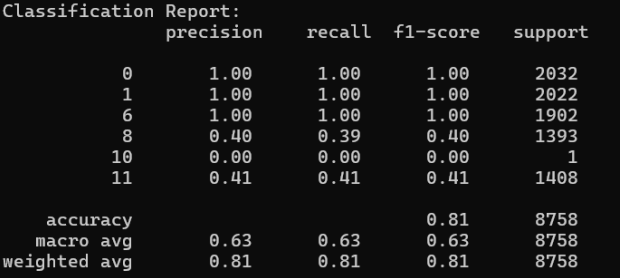 Classification Report:
precision recall f1-score support
0 1.00 1.00 1.00 2032
1 1.00 1.00 1.00 2022
6 1.00 1.00 1.00 1902
8 0.40 0.39 0.40 1393
10 0.00 0.00 0.00 1
11 0.41 0.41 0.41 1408
accuracy 0.81 8758
macro avg 0.63 0.63 0.63 8758
weighted avg 0.81 0.81 0.81 8758